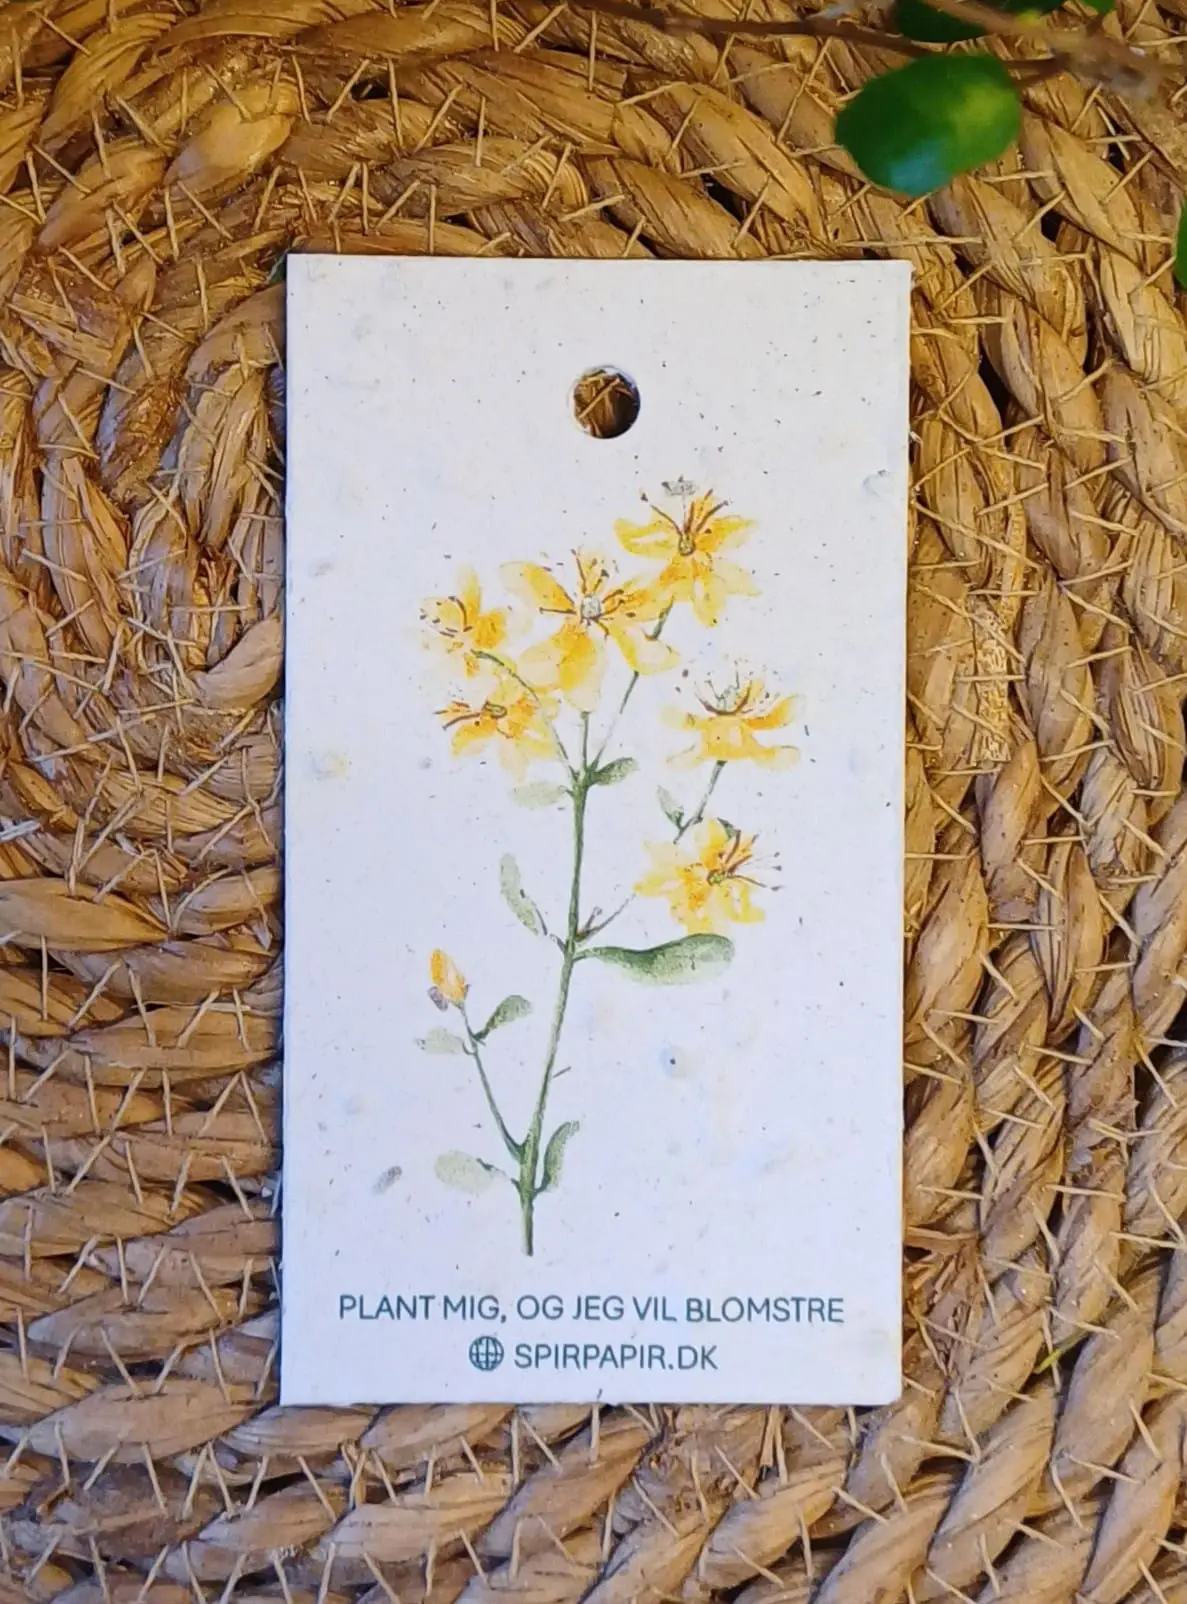 PLANT MIG, OG JEG VIL BLOMSTRE
SPIRPAPIR.DK